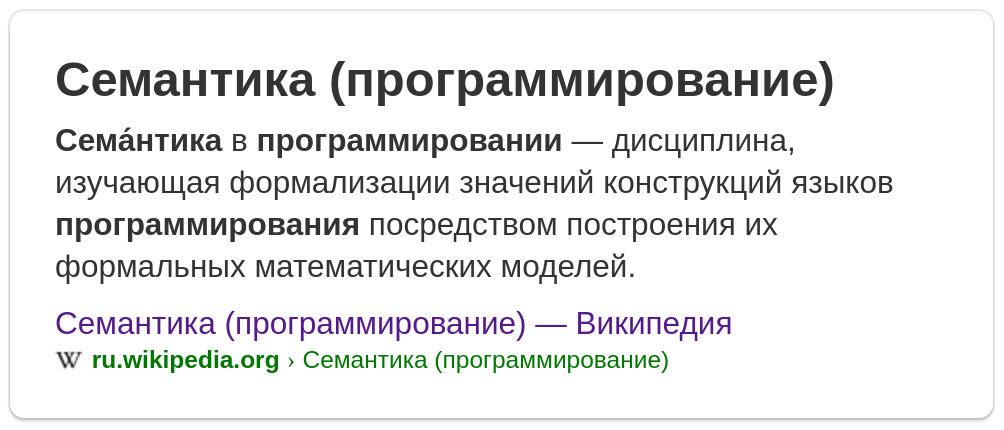 Семантика (программирование)
Сема́нтика в программировании — дисциплина,
изучающая формализации значений конструкций языков
программирования посредством построения их
формальных математических моделей.
Семантика (программирование) — Википедия
W ru.wikipedia.org › Семантика (программирование)